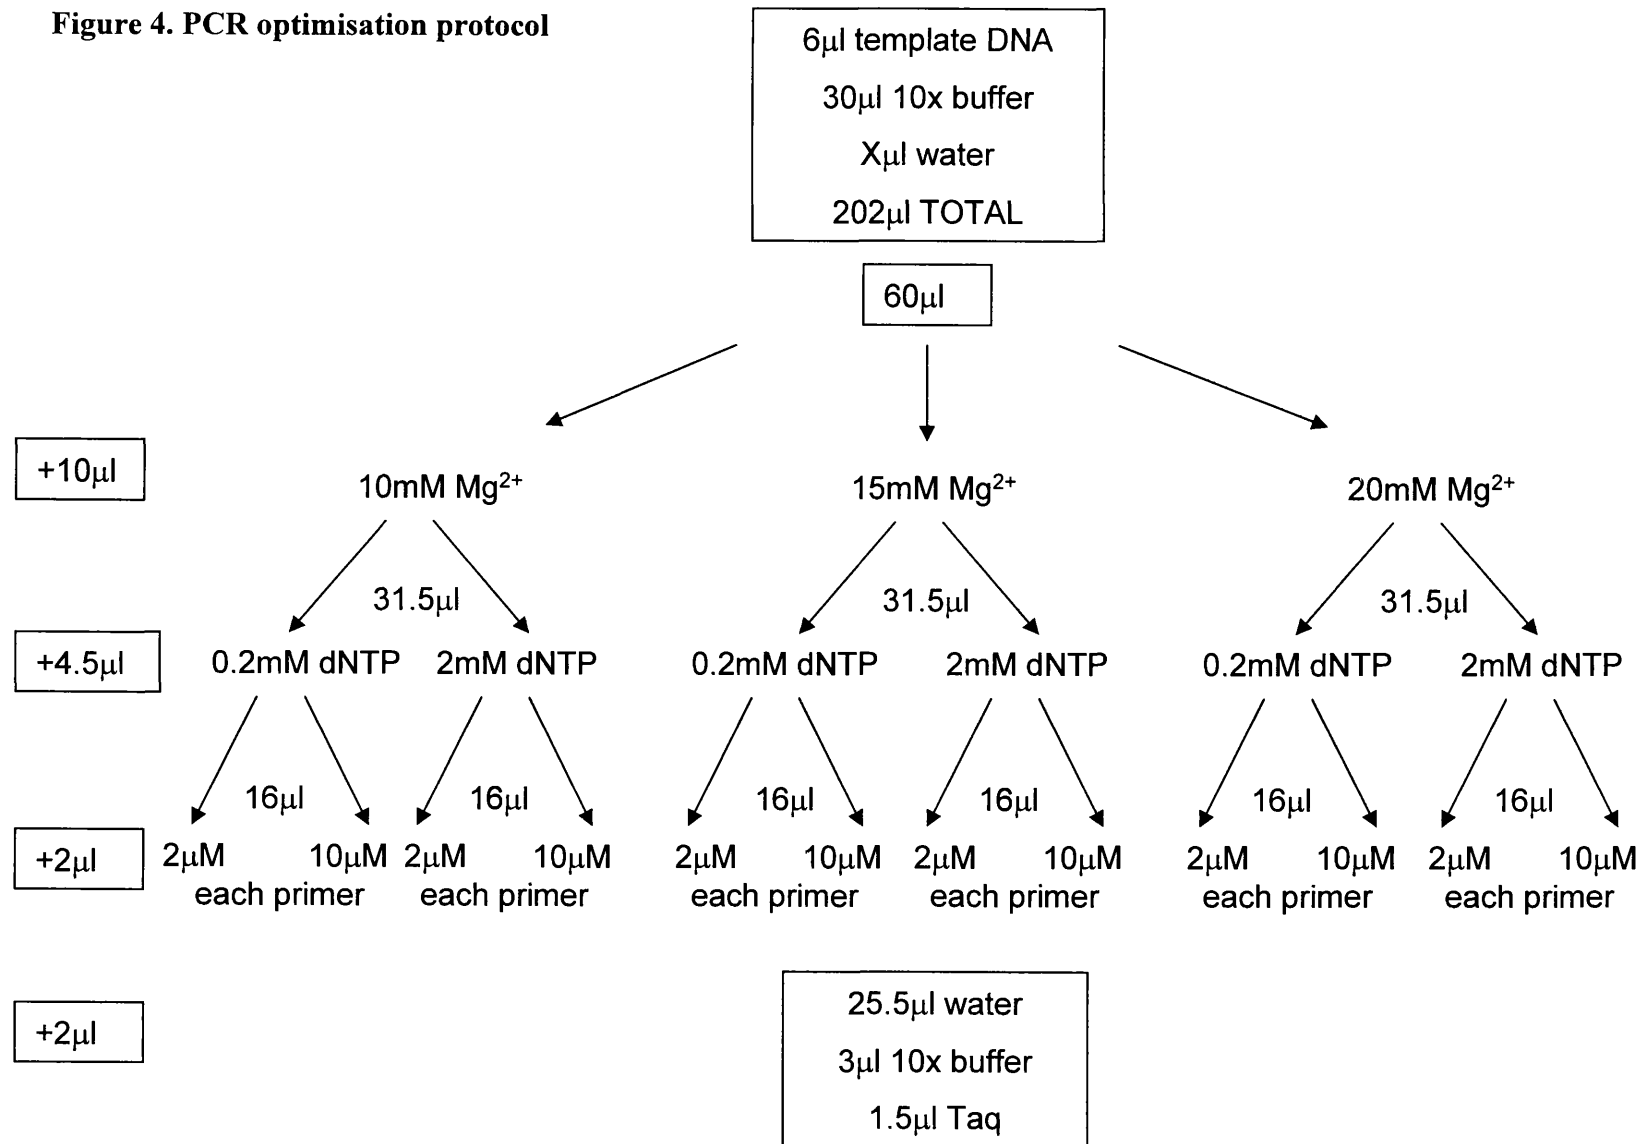 Figure 4. PCR optimisation protocol
6µl template DNA
30µl 10x buffer
Xµl water
202µl TOTAL
60µl
+10µl
10mM Mg²⁺
15mM Mg²⁺
20mM Mg²⁺
31.5µl
31.5µl
31.5µl
+4.5µl
0.2mM dNTP
2mM dNTP
0.2mM dNTP
2mM dNTP
0.2mM dNTP
2mM dNTP
16µl
16µl
16µl
16µl
16µl
16µl
+2µl
2µM 10µM
2µM 10µM
2µM 10µM
2µM 10µM
2µM 10µM
2µM 10µM
each primer
each primer
each primer
each primer
each primer
each primer
+2µl
25.5µl water
3µl 10x buffer
1.5µl Taq